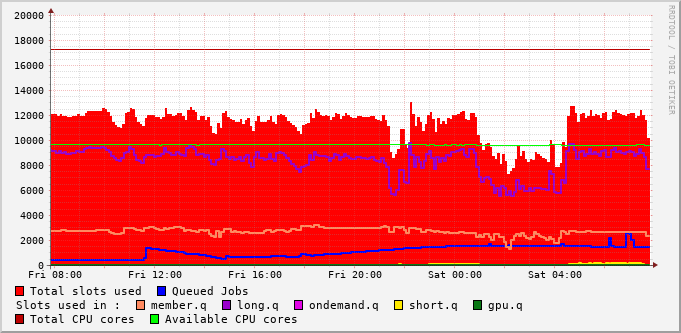 20000
18000
16000
14000
12000
10000
8000
6000
4000
2000
0
Fri 08:00 Fri 12:00 Fri 16:00 Fri 20:00 Sat 00:00 Sat 04:00
Total slots used Queued Jobs
Slots used in : member.q long.q ondemand.q short.q gpu.q
Total CPU cores Available CPU cores
RRDTOOL / TOBI OETIKER